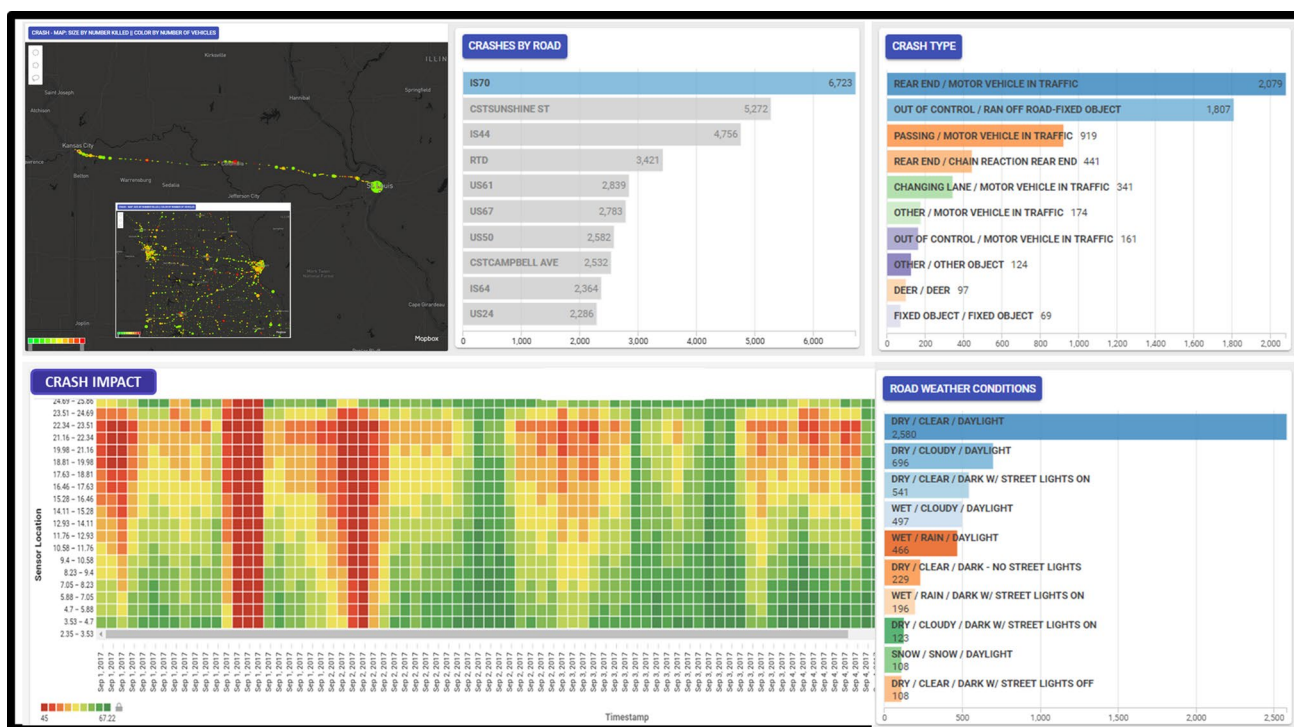 CRASH - MAP: SIZE BY NUMBER KILLED || COLOR BY NUMBER OF VEHICLES
Kirksville
ILLIN
Saint Joseph
Hannibal
Springfield
Atchison
Kansas City
Lawrence
Belton
Warrensburg
Sedalia
Columbia
Jefferson City
St. Louis
Cape Girardeau
Joplin
Mapbox
CRASHES BY ROAD
IS70 6,723
CSTSUNSHINE ST 5,272
IS44 4,756
RTD 3,421
US61 2,839
US67 2,783
US50 2,582
CSTCAMPBELL AVE 2,532
IS64 2,364
US24 2,286
0 1,000 2,000 3,000 4,000 5,000 6,000
CRASH TYPE
REAR END / MOTOR VEHICLE IN TRAFFIC 2,079
OUT OF CONTROL / RAN OFF ROAD-FIXED OBJECT 1,807
PASSING / MOTOR VEHICLE IN TRAFFIC 919
REAR END / CHAIN REACTION REAR END 441
CHANGING LANE / MOTOR VEHICLE IN TRAFFIC 341
OTHER / MOTOR VEHICLE IN TRAFFIC 174
OUT OF CONTROL / MOTOR VEHICLE IN TRAFFIC 161
OTHER / OTHER OBJECT 124
DEER / DEER 97
FIXED OBJECT / FIXED OBJECT 69
0 200 400 600 800 1,000 1,200 1,400 1,600 1,800 2,000
CRASH IMPACT
Sensor Location
24.69 – 25.86
23.51 – 24.69
22.34 – 23.51
21.16 – 22.34
19.98 – 21.16
18.81 – 19.98
17.63 – 18.81
16.46 – 17.63
15.28 – 16.46
14.11 – 15.28
12.93 – 14.11
11.76 – 12.93
10.58 – 11.76
9.4 – 10.58
8.23 – 9.4
7.05 – 8.23
5.88 – 7.05
4.7 – 5.88
3.53 – 4.7
2.35 – 3.53
Sep 1, 2017
Sep 2, 2017
Sep 3, 2017
Sep 4, 2017
45 67.22
Timestamp
ROAD WEATHER CONDITIONS
DRY / CLEAR / DAYLIGHT
2,580
DRY / CLOUDY / DAYLIGHT
696
DRY / CLEAR / DARK W/ STREET LIGHTS ON
541
WET / CLOUDY / DAYLIGHT
497
WET / RAIN / DAYLIGHT
466
DRY / CLEAR / DARK - NO STREET LIGHTS
229
WET / RAIN / DARK W/ STREET LIGHTS ON
196
DRY / CLOUDY / DARK W/ STREET LIGHTS ON
123
SNOW / SNOW / DAYLIGHT
108
DRY / CLEAR / DARK W/ STREET LIGHTS OFF
108
0 500 1,000 1,500 2,000 2,500